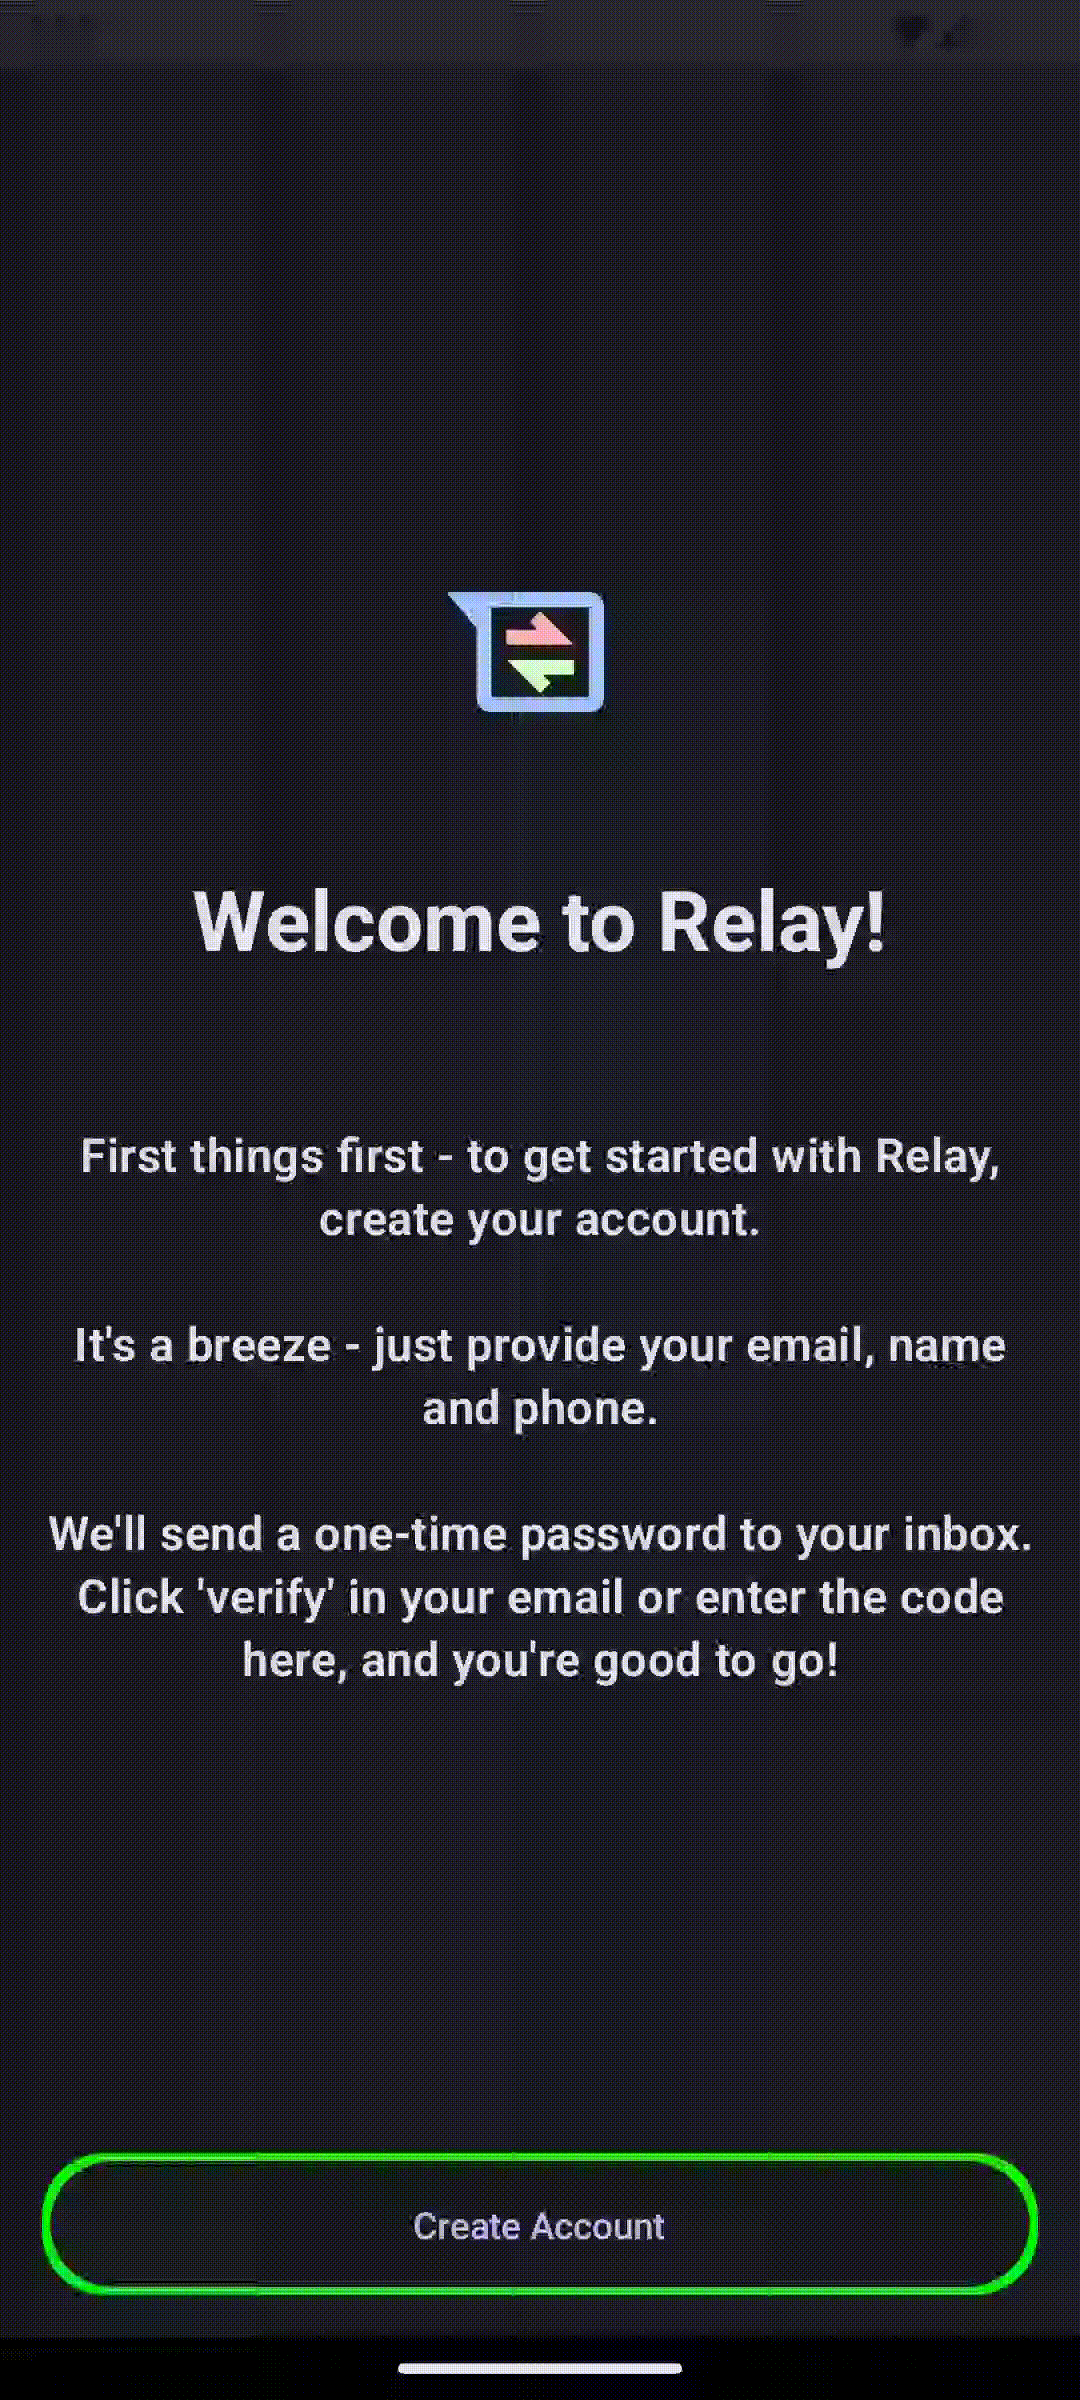 Welcome to Relay!
First things first - to get started with Relay,
create your account.
It's a breeze - just provide your email, name
and phone.
We'll send a one-time password to your inbox.
Click 'verify' in your email or enter the code
here, and you're good to go!
Create Account